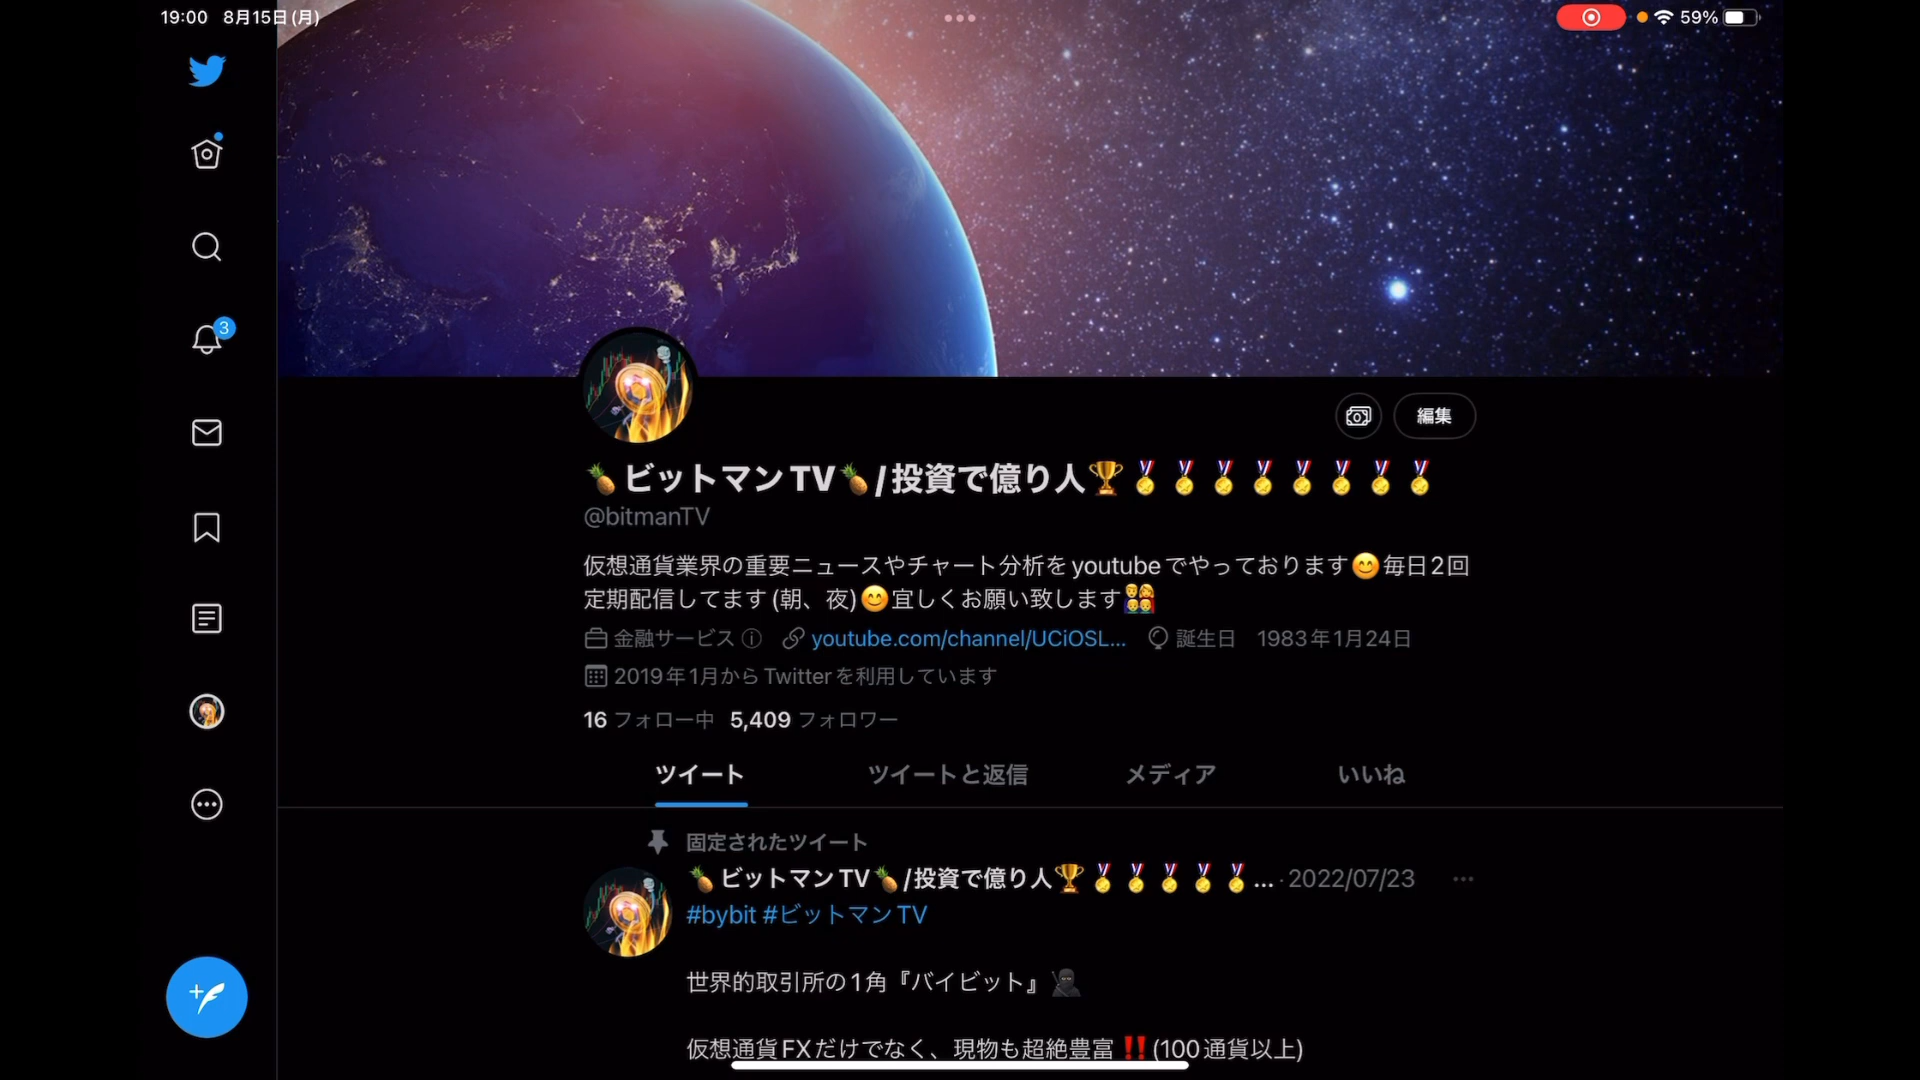 19:00 8月15日(月)
59%
3
編集
🍍ビットマンTV🍍/投資で億り人🏆🏅🏅🏅🏅🏅🏅🏅🏅
@bitmanTV
仮想通貨業界の重要ニュースやチャート分析をyoutubeでやっております😊毎日2回
定期配信してます(朝、夜)😊宜しくお願い致します👨‍👩‍👦‍👦
金融サービス youtube.com/channel/UCiOSL... 誕生日 1983年1月24日
2019年1月からTwitterを利用しています
16 フォロー中 5,409 フォロワー
ツイート ツイートと返信 メディア いいね
固定されたツイート
🍍ビットマンTV🍍/投資で億り人🏆🏅🏅🏅🏅🏅... · 2022/07/23
#bybit #ビットマンTV
世界的取引所の1角『バイビット』🥷
仮想通貨FXだけでなく、現物も超絶豊富‼️(100通貨以上)